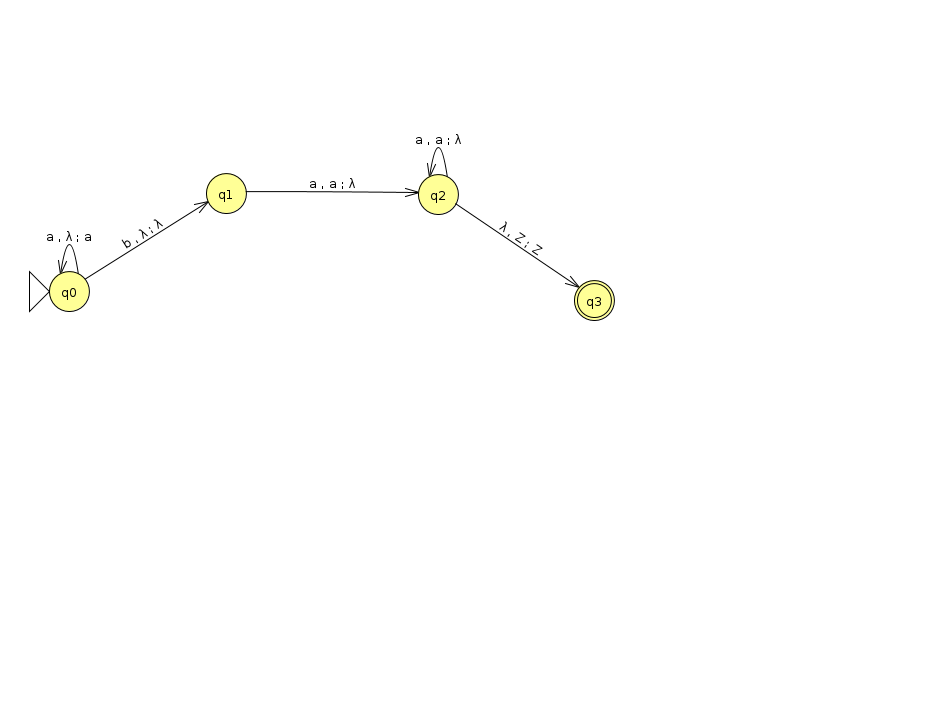 a , a ; λ
q1
a , a ; λ
q2
a , λ ; a
b , λ ; λ
λ , Z ; Z
q0
q3